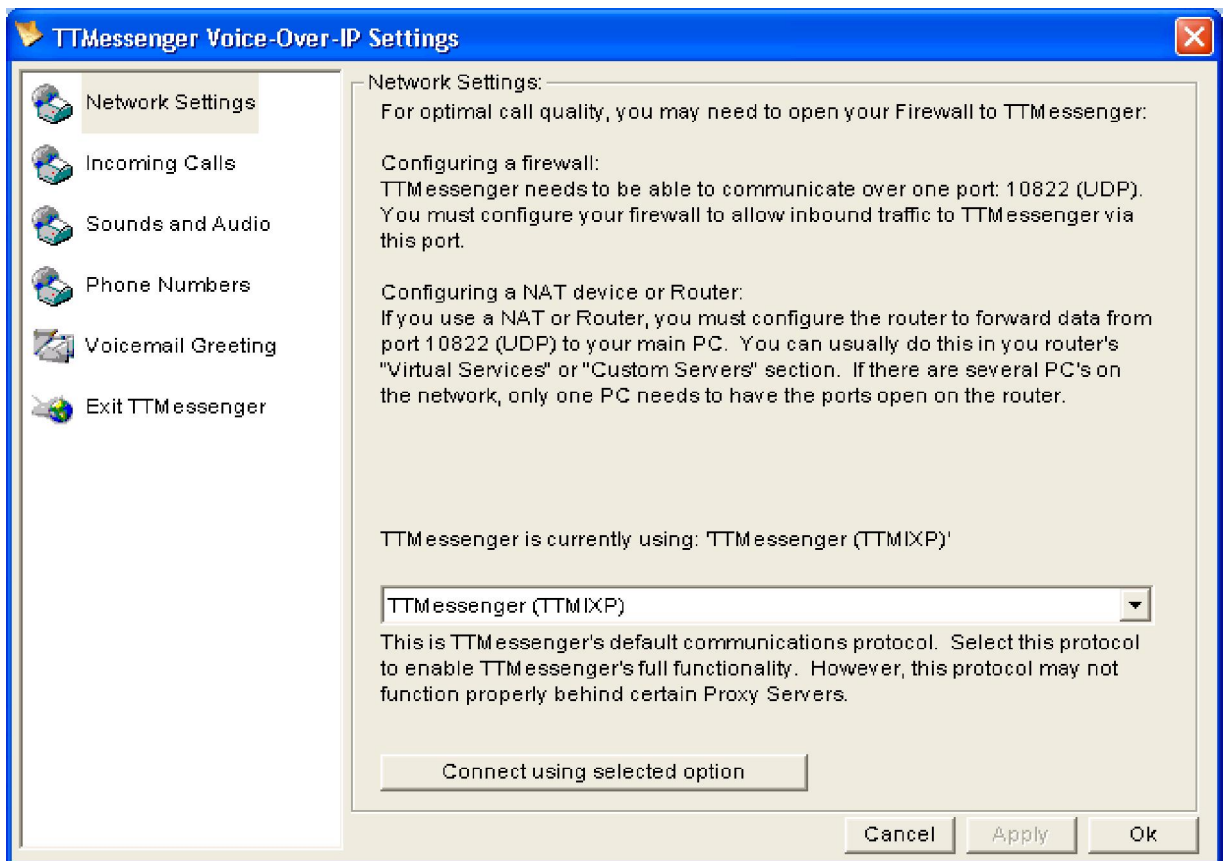 TTMessenger Voice-Over-IP Settings
Network Settings
Incoming Calls
Sounds and Audio
Phone Numbers
Voicemail Greeting
Exit TTMessenger
Network Settings:
For optimal call quality, you may need to open your Firewall to TTMessenger:
Configuring a firewall:
TTMessenger needs to be able to communicate over one port: 10822 (UDP).
You must configure your firewall to allow inbound traffic to TTMessenger via
this port.
Configuring a NAT device or Router:
If you use a NAT or Router, you must configure the router to forward data from
port 10822 (UDP) to your main PC.  You can usually do this in you router's
"Virtual Services" or "Custom Servers" section.  If there are several PC's on
the network, only one PC needs to have the ports open on the router.
TTMessenger is currently using: 'TTMessenger (TTMIXP)'
TTMessenger (TTMIXP)
This is TTMessenger's default communications protocol.  Select this protocol
to enable TTMessenger's full functionality.  However, this protocol may not
function properly behind certain Proxy Servers.
Connect using selected option
Cancel
Apply
Ok